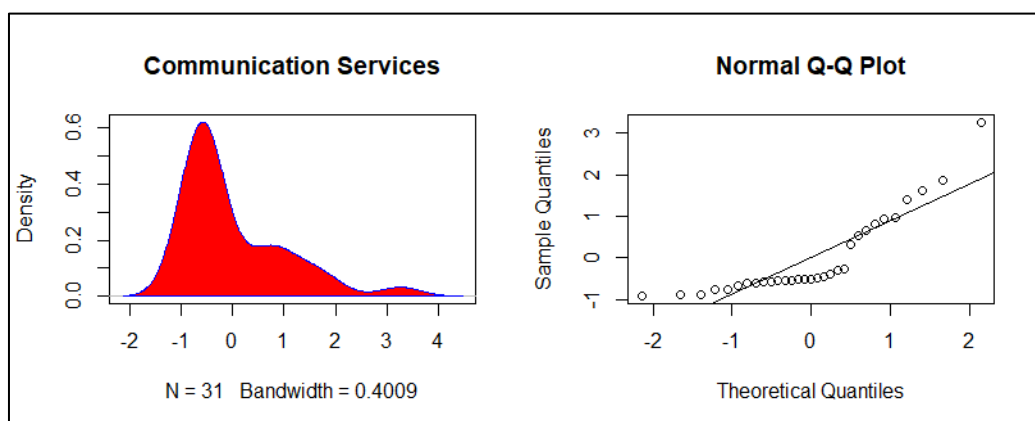 Communication Services
Density
0.0 0.2 0.4 0.6
-2 -1 0 1 2 3 4
N = 31 Bandwidth = 0.4009
Normal Q-Q Plot
Sample Quantiles
-1 0 1 2 3
-2 -1 0 1 2
Theoretical Quantiles